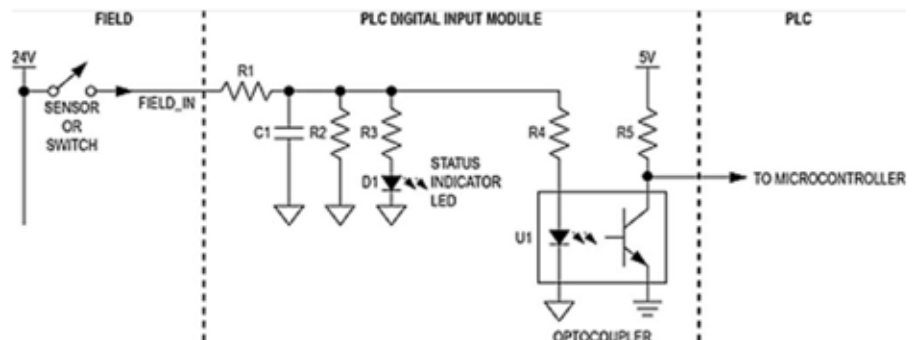 FIELD
PLC DIGITAL INPUT MODULE
PLC
24V
5V
R1
FIELD_IN
SENSOR
OR
SWITCH
C1
R2
R3
R4
R5
D1
STATUS
INDICATOR
LED
TO MICROCONTROLLER
U1
OPTOCOUPLER